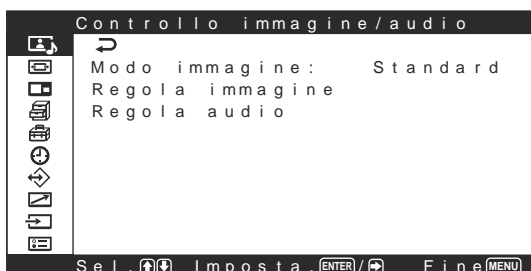 Controllo immagine/audio
Modo immagine: Standard
Regola immagine
Regola audio
Sel. Imposta. ENTER / Fine MENU